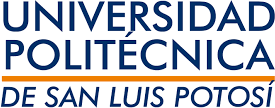 UNIVERSIDAD
POLITÉCNICA
DE SAN LUIS POTOSÍ